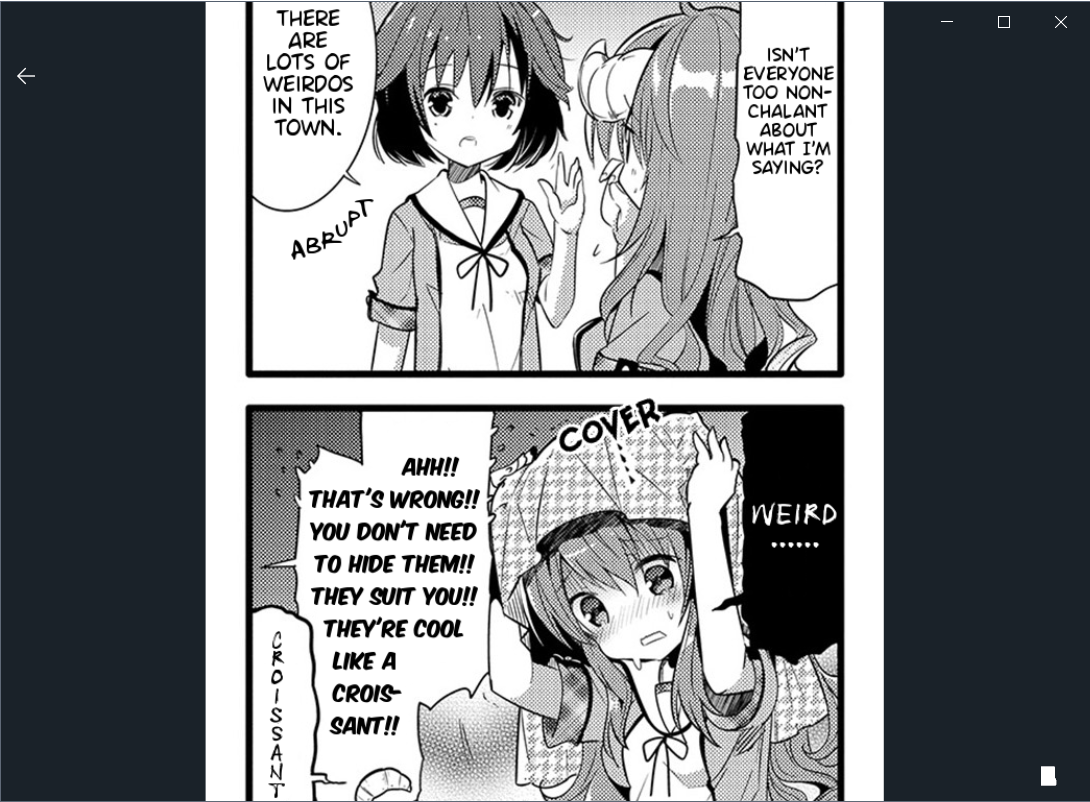 ISN'T
EVERYONE
TOO NON-
CHALANT
ABOUT
WHAT I'M
SAYING?
THERE
ARE
LOTS OF
WEIRDOS
IN THIS
TOWN.
ABRUPT
COVER
WEIRD
......
AHH!!
THAT'S WRONG!!
YOU DON'T NEED
TO HIDE THEM!!
THEY SUIT YOU!!
THEY'RE COOL
LIKE A
CROIS-
SANT!!
CROISSANT